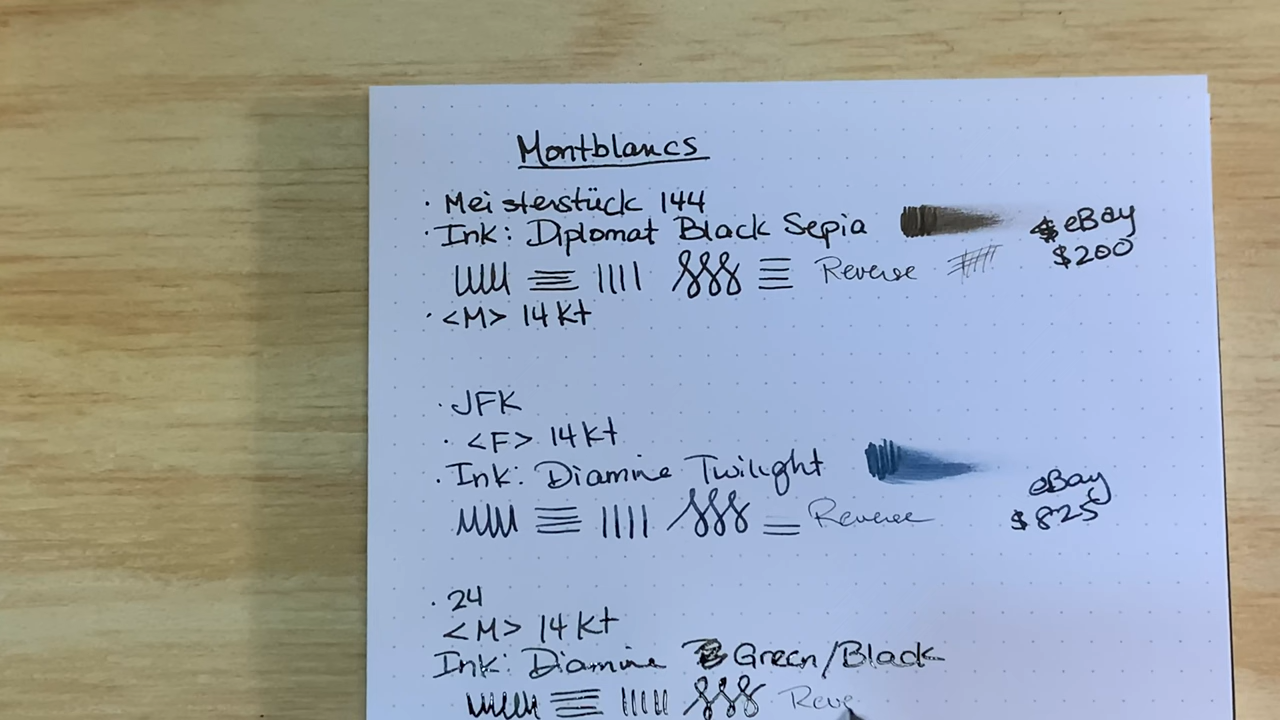 Montblancs
· Meisterstück 144
· Ink: Diplomat Black Sepia
$ eBay
$200
Reverse
· <M> 14 Kt
· JFK
· <F> 14 Kt
· Ink: Diamine Twilight
eBay
$825
Reverse
· 24
<M> 14 Kt
Ink: Diamine Green/Black
Reve